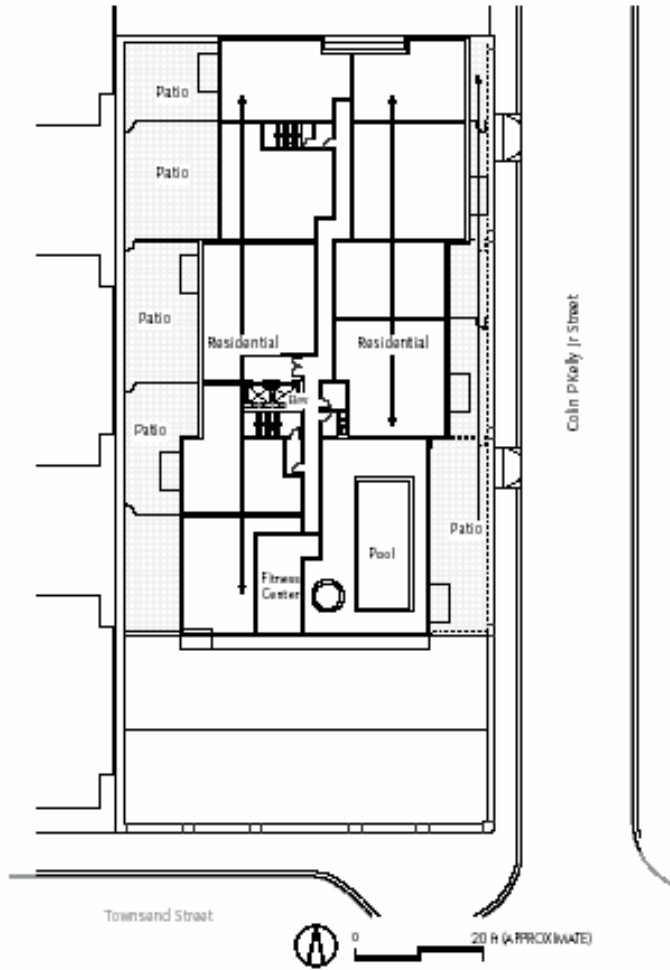 Patio
Patio
Patio
Residential
Residential
Elev
Patio
Patio
Pool
Fitness
Center
Colin P Kelly Jr Street
Townsend Street
0
20 ft (APPROXIMATE)